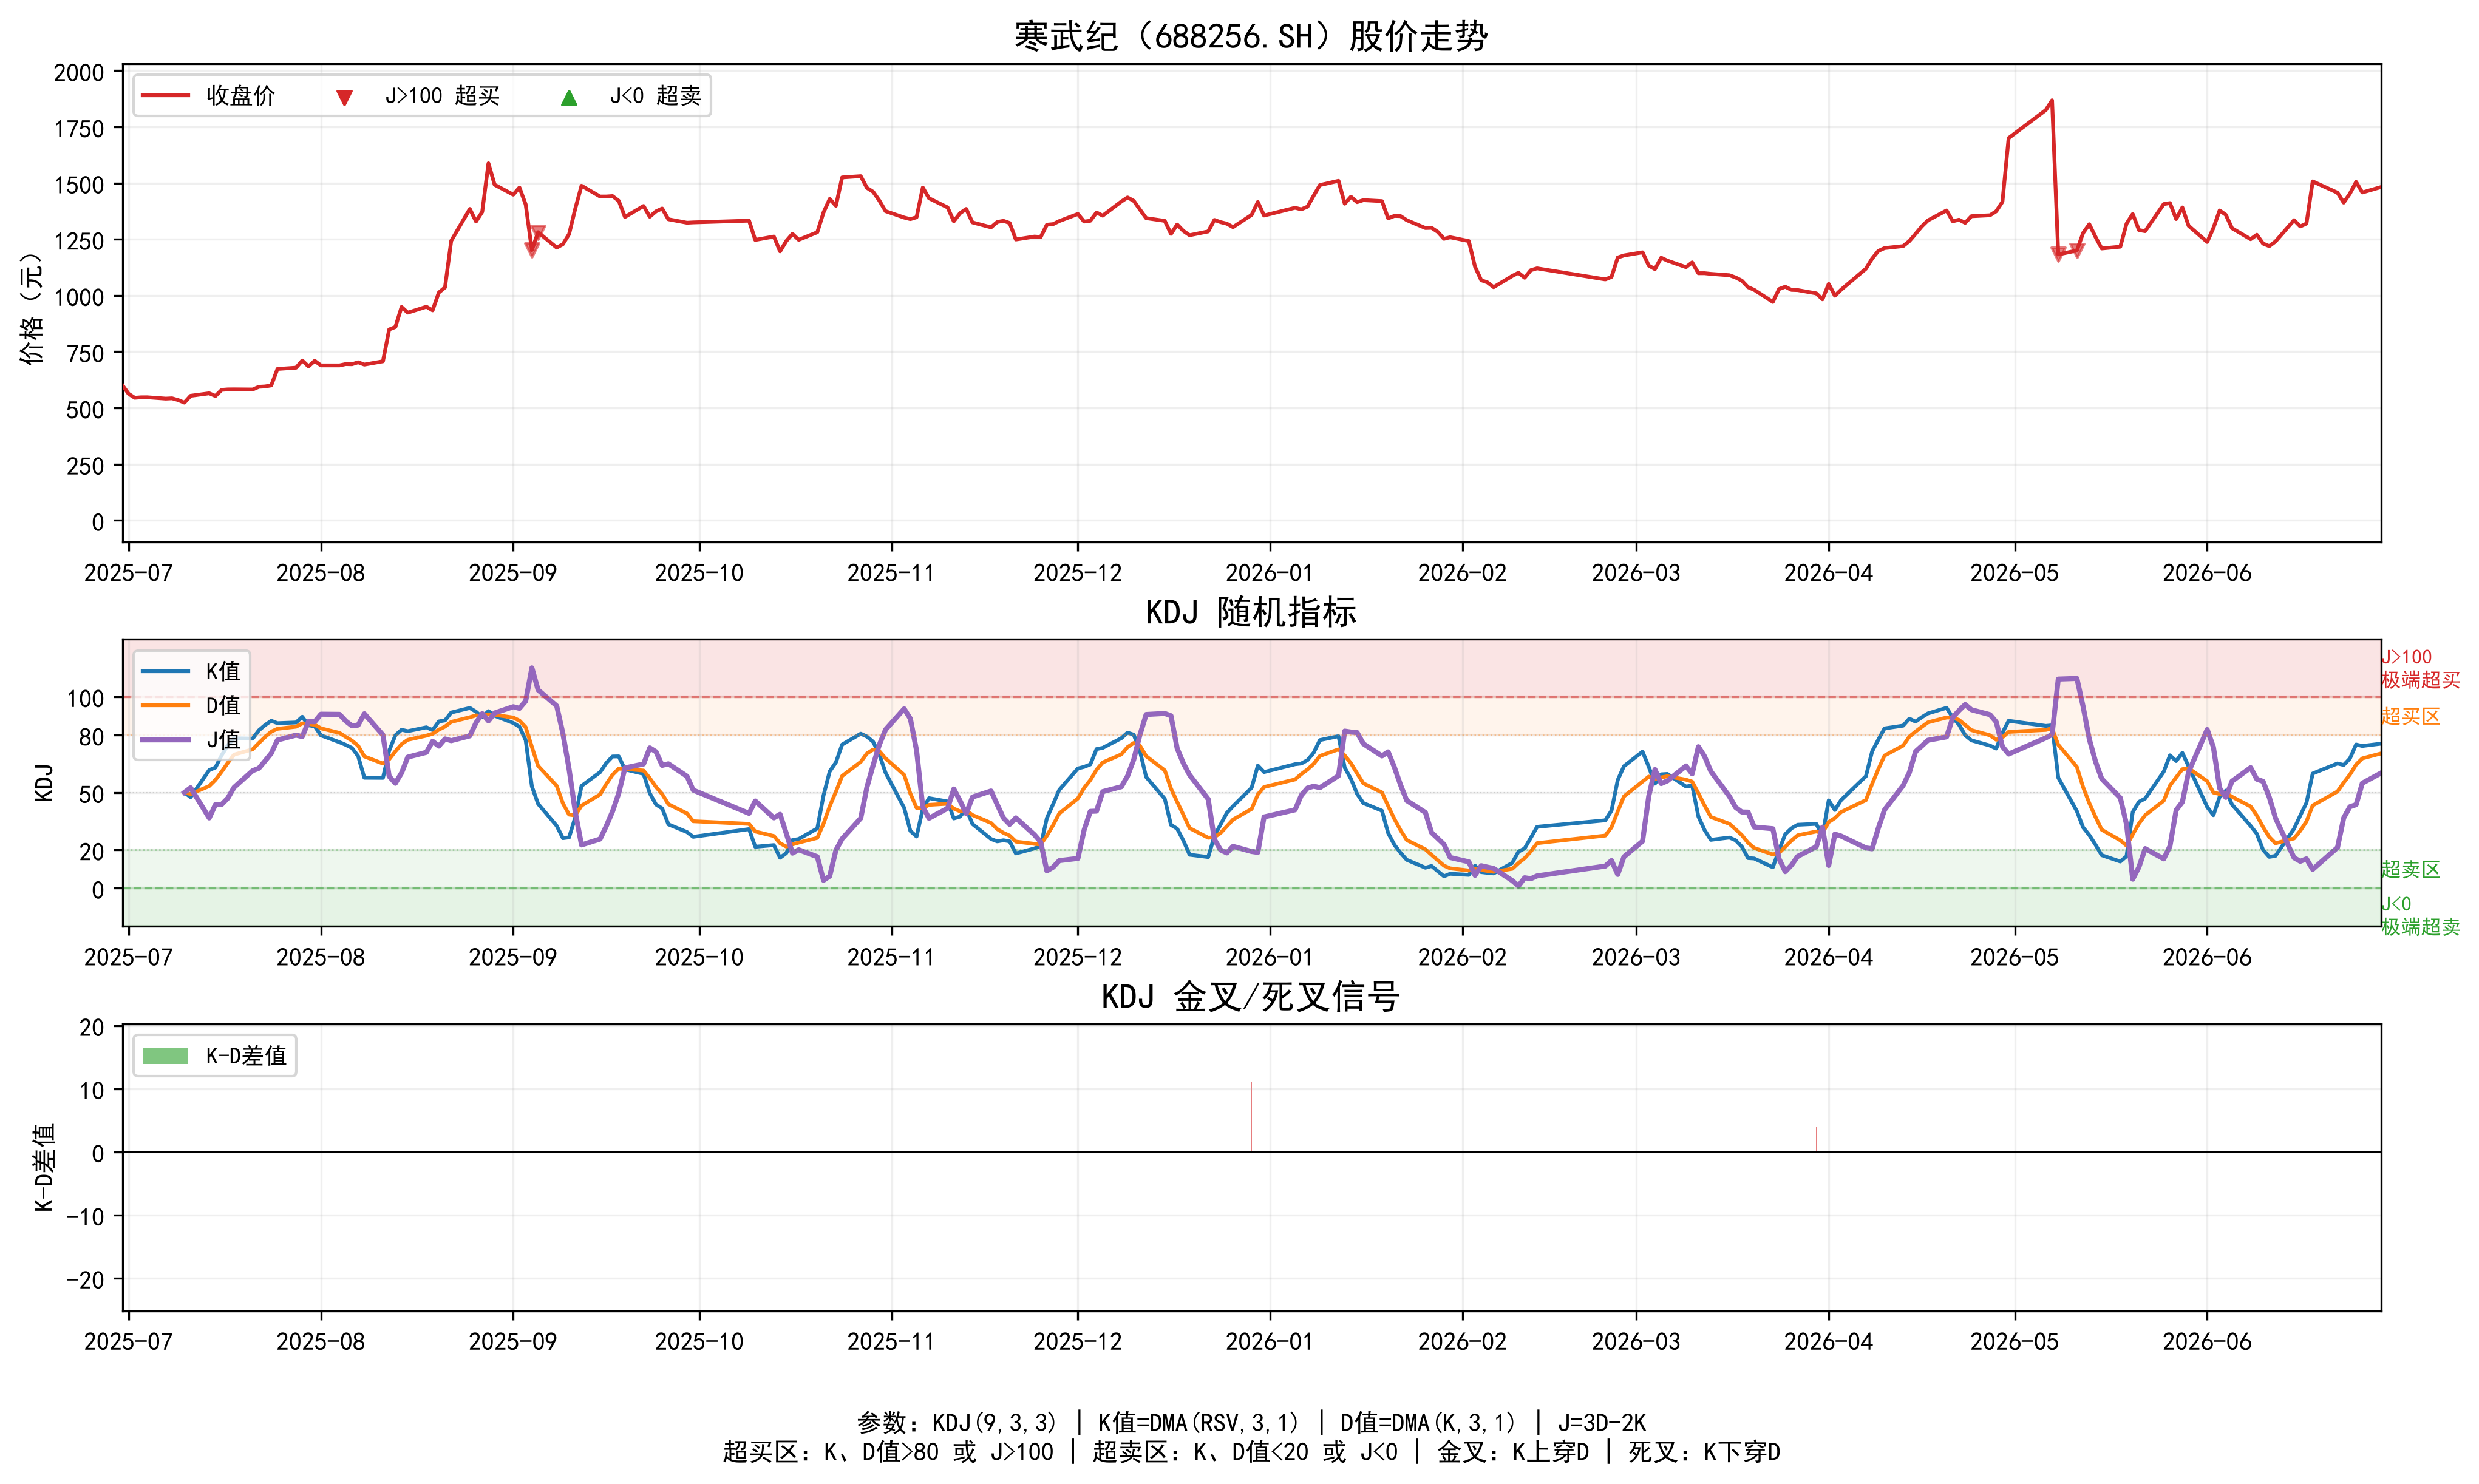 寒武纪（688256.SH）股价走势
价格（元）
2000
1750
1500
1250
1000
750
500
250
0
收盘价
J>100 超买
J<0 超卖
2025-07
2025-08
2025-09
2025-10
2025-11
2025-12
2026-01
2026-02
2026-03
2026-04
2026-05
2026-06
KDJ 随机指标
KDJ
100
80
50
20
0
K值
D值
J值
J>100
极端超买
超买区
超卖区
J<0
极端超卖
2025-07
2025-08
2025-09
2025-10
2025-11
2025-12
2026-01
2026-02
2026-03
2026-04
2026-05
2026-06
KDJ 金叉/死叉信号
K-D差值
20
10
0
-10
-20
K-D差值
2025-07
2025-08
2025-09
2025-10
2025-11
2025-12
2026-01
2026-02
2026-03
2026-04
2026-05
2026-06
参数：KDJ(9,3,3) | K值=DMA(RSV,3,1) | D值=DMA(K,3,1) | J=3D-2K
超买区：K、D值>80 或 J>100 | 超卖区：K、D值<20 或 J<0 | 金叉：K上穿D | 死叉：K下穿D